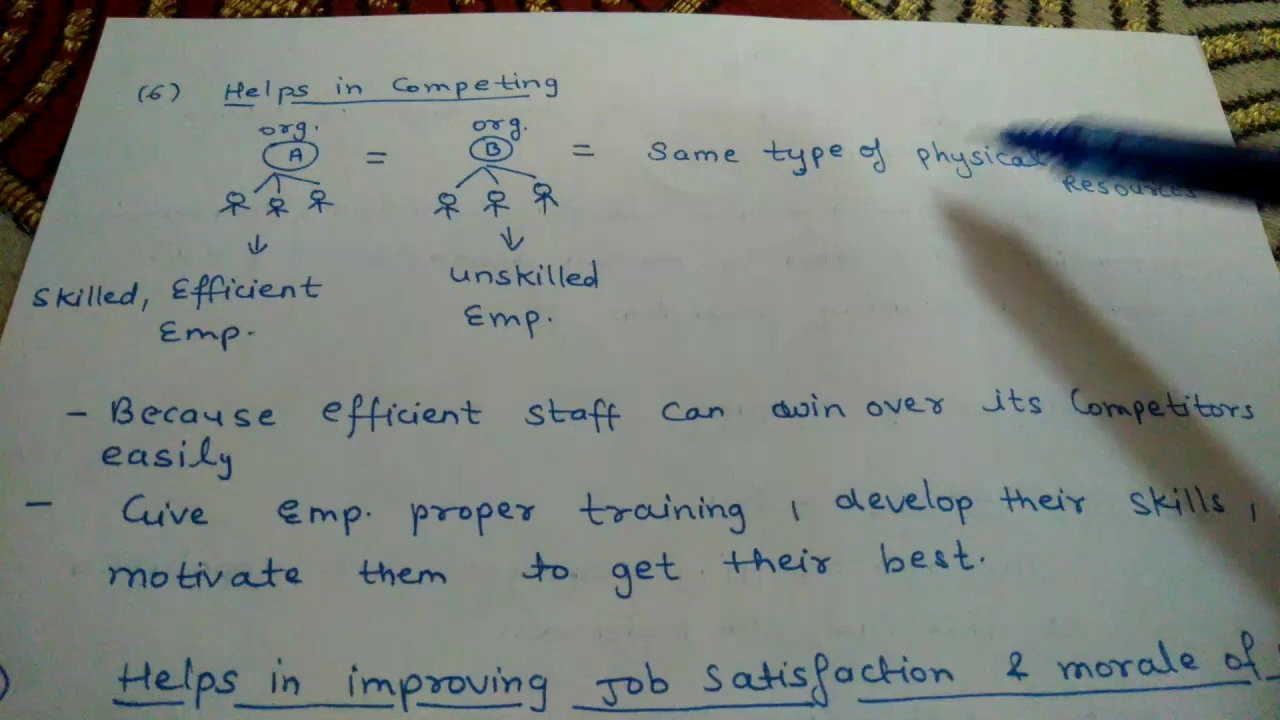 (6) Helps in Competing
org. org.
A = B = Same type of physical
Resources
Skilled, Efficient
Emp.
unskilled
Emp.
- Because efficient staff can win over its Competitors
easily
- Give Emp. proper training, develop their skills,
motivate them to get their best.
) Helps in improving Job Satisfaction & morale of